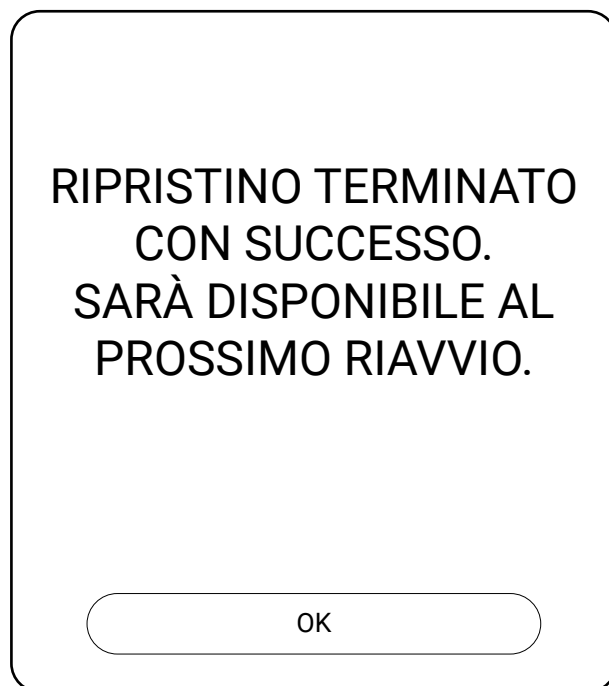 RIPRISTINO TERMINATO
CON SUCCESSO.
SARÀ DISPONIBILE AL
PROSSIMO RIAVVIO.
OK